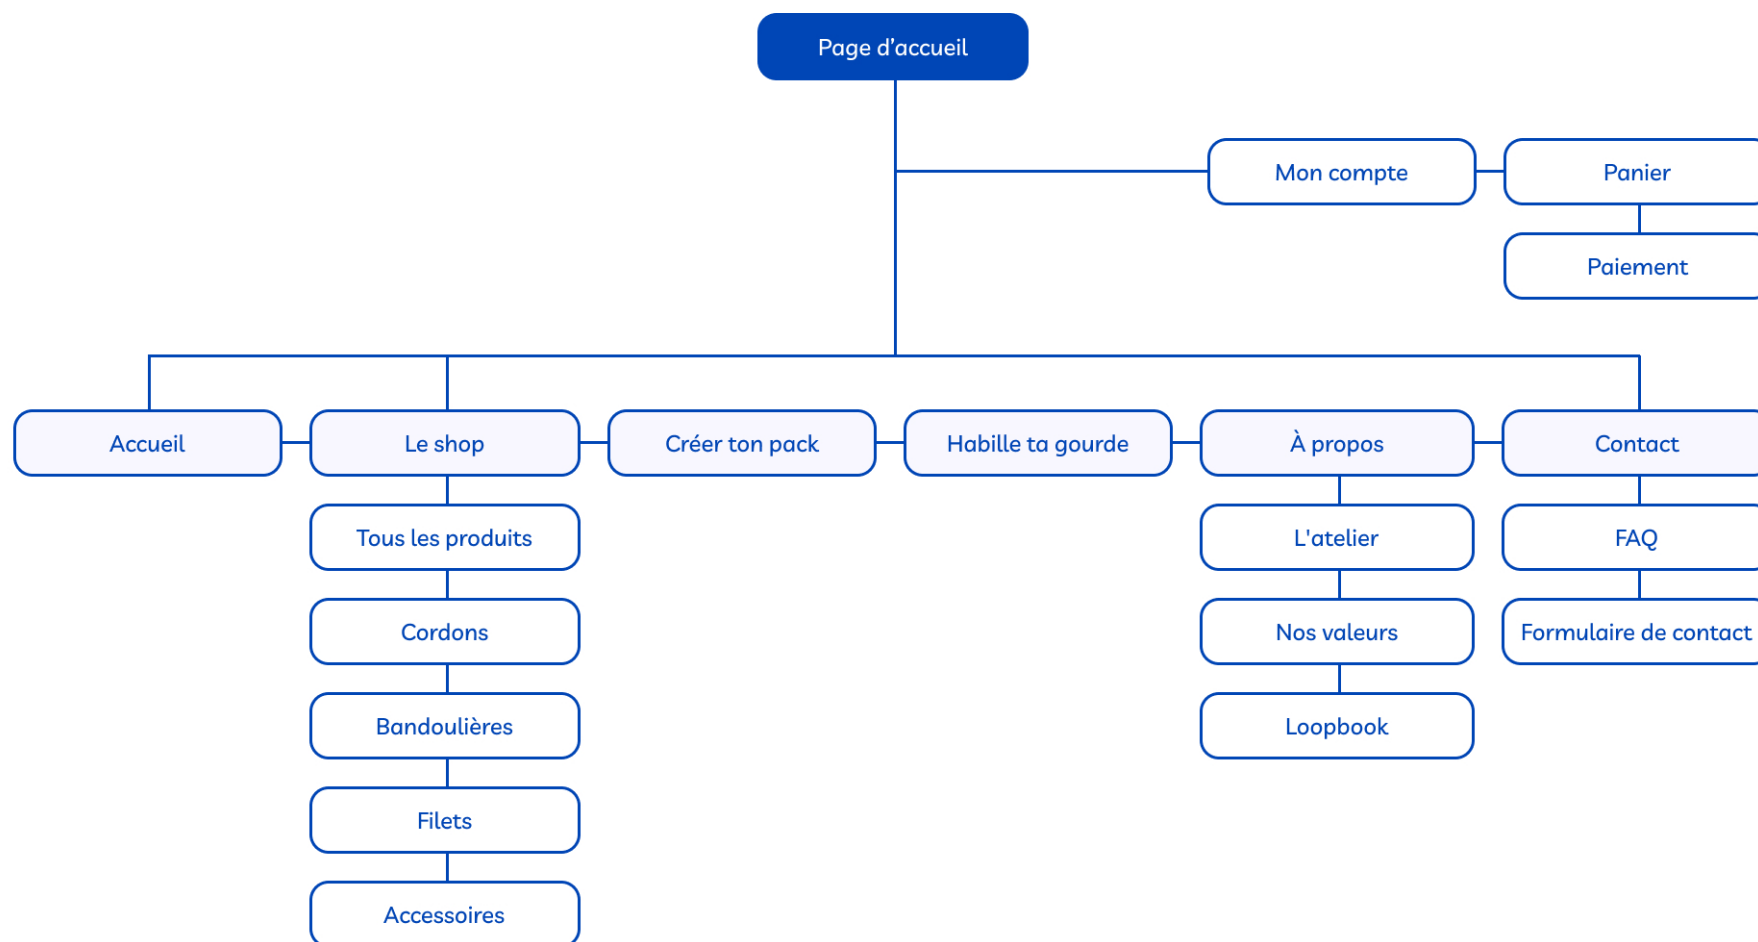 Page d’accueil
Mon compte
Panier
Paiement
Accueil
Le shop
Créer ton pack
Habille ta gourde
À propos
Contact
Tous les produits
L'atelier
FAQ
Cordons
Nos valeurs
Formulaire de contact
Bandoulières
Loopbook
Filets
Accessoires